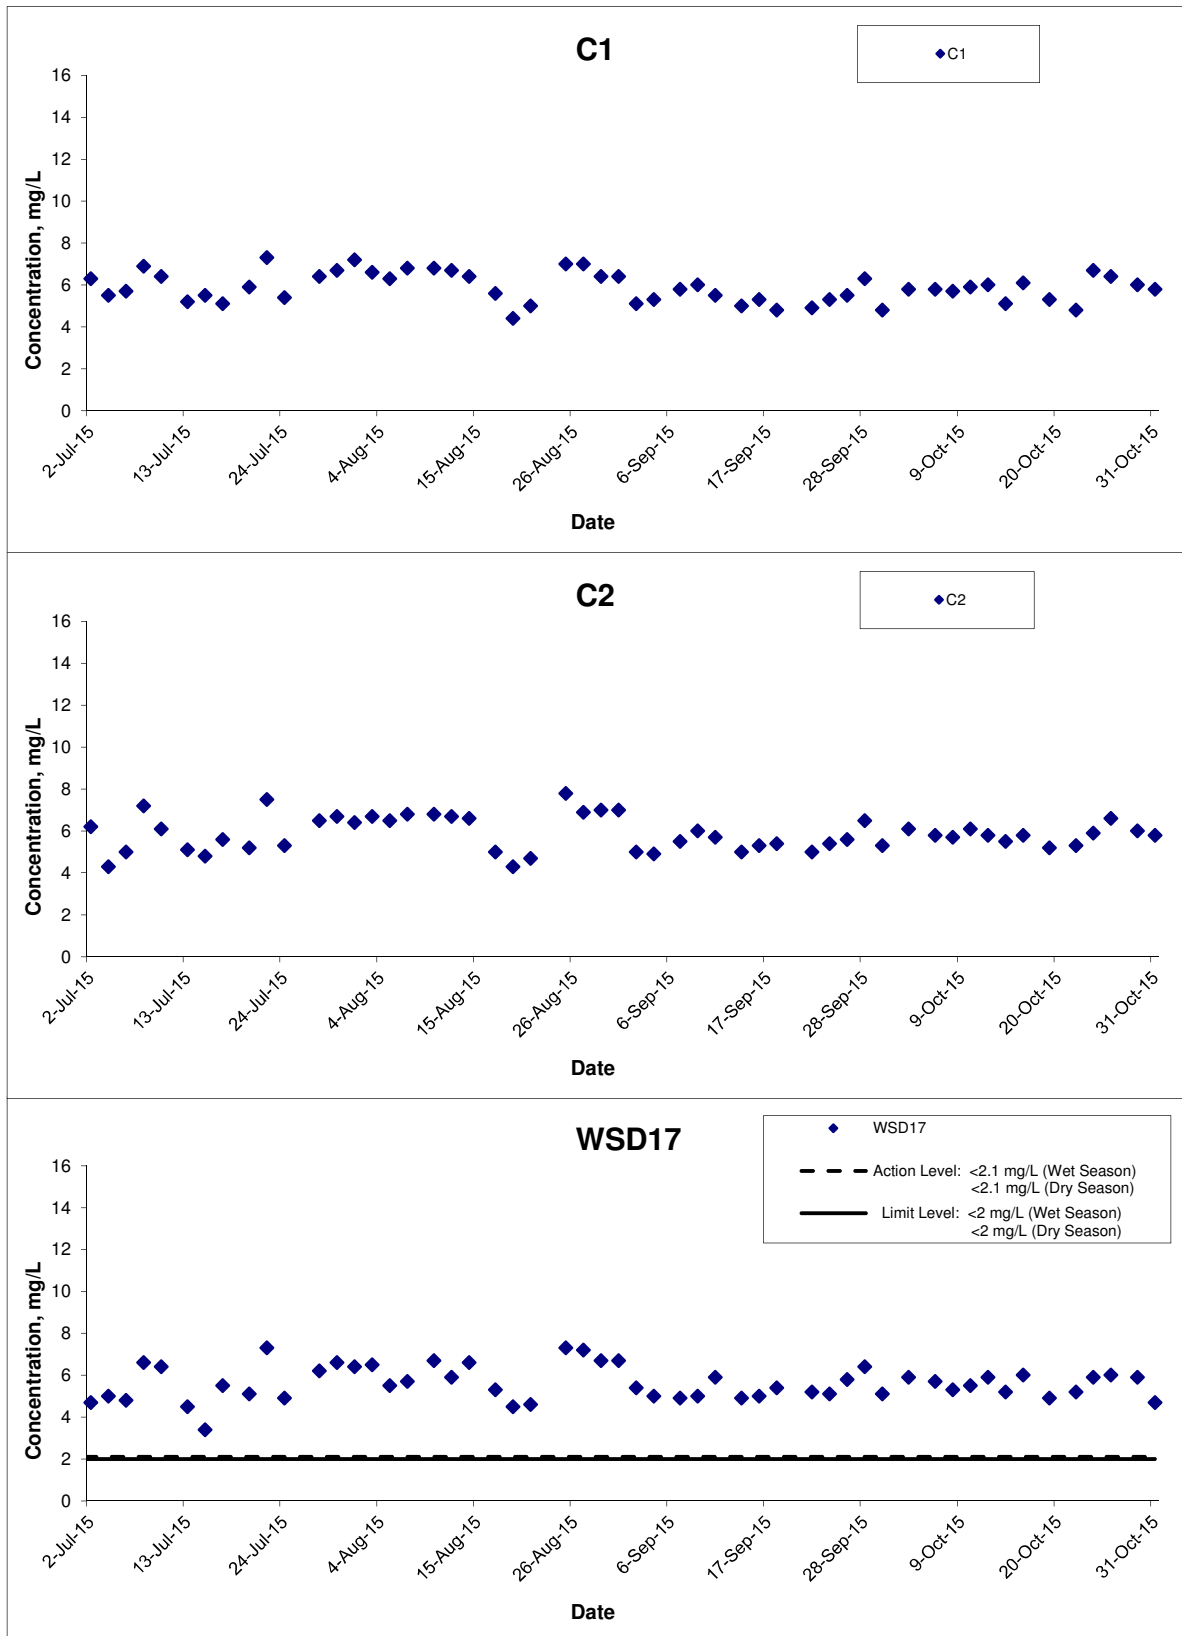 C1
C1
16
14
12
10
8
6
4
2
0
Concentration, mg/L
2-Jul-15
13-Jul-15
24-Jul-15
4-Aug-15
15-Aug-15
26-Aug-15
6-Sep-15
17-Sep-15
28-Sep-15
9-Oct-15
20-Oct-15
31-Oct-15
Date
C2
C2
16
14
12
10
8
6
4
2
0
Concentration, mg/L
2-Jul-15
13-Jul-15
24-Jul-15
4-Aug-15
15-Aug-15
26-Aug-15
6-Sep-15
17-Sep-15
28-Sep-15
9-Oct-15
20-Oct-15
31-Oct-15
Date
WSD17
WSD17
Action Level: <2.1 mg/L (Wet Season)
<2.1 mg/L (Dry Season)
Limit Level: <2 mg/L (Wet Season)
<2 mg/L (Dry Season)
16
14
12
10
8
6
4
2
0
Concentration, mg/L
2-Jul-15
13-Jul-15
24-Jul-15
4-Aug-15
15-Aug-15
26-Aug-15
6-Sep-15
17-Sep-15
28-Sep-15
9-Oct-15
20-Oct-15
31-Oct-15
Date